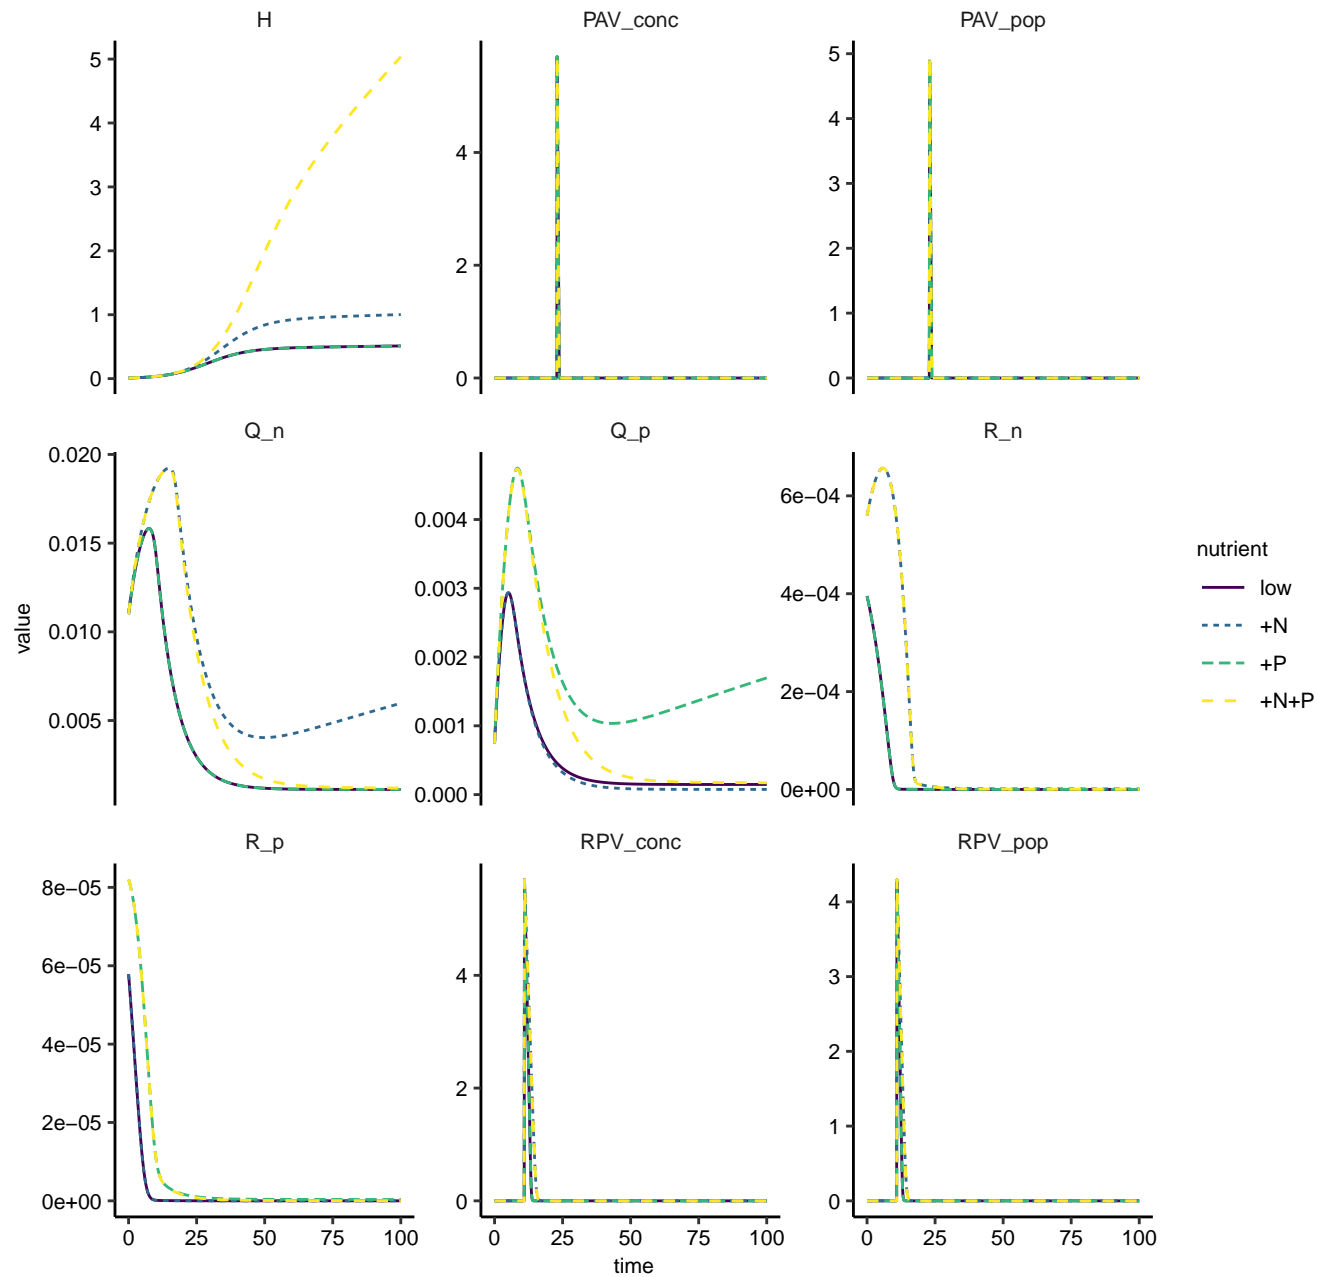 H
PAV_conc
PAV_pop
5
4
3
2
1
0
4
2
0
5
4
3
2
1
0
Q_n
Q_p
R_n
0.020
0.015
0.010
0.005
0.004
0.003
0.002
0.001
0.000
6e−04
4e−04
2e−04
0e+00
value
nutrient
low
+N
+P
+N+P
R_p
RPV_conc
RPV_pop
8e−05
6e−05
4e−05
2e−05
0e+00
4
2
0
4
3
2
1
0
0 25 50 75 100
0 25 50 75 100
0 25 50 75 100
time